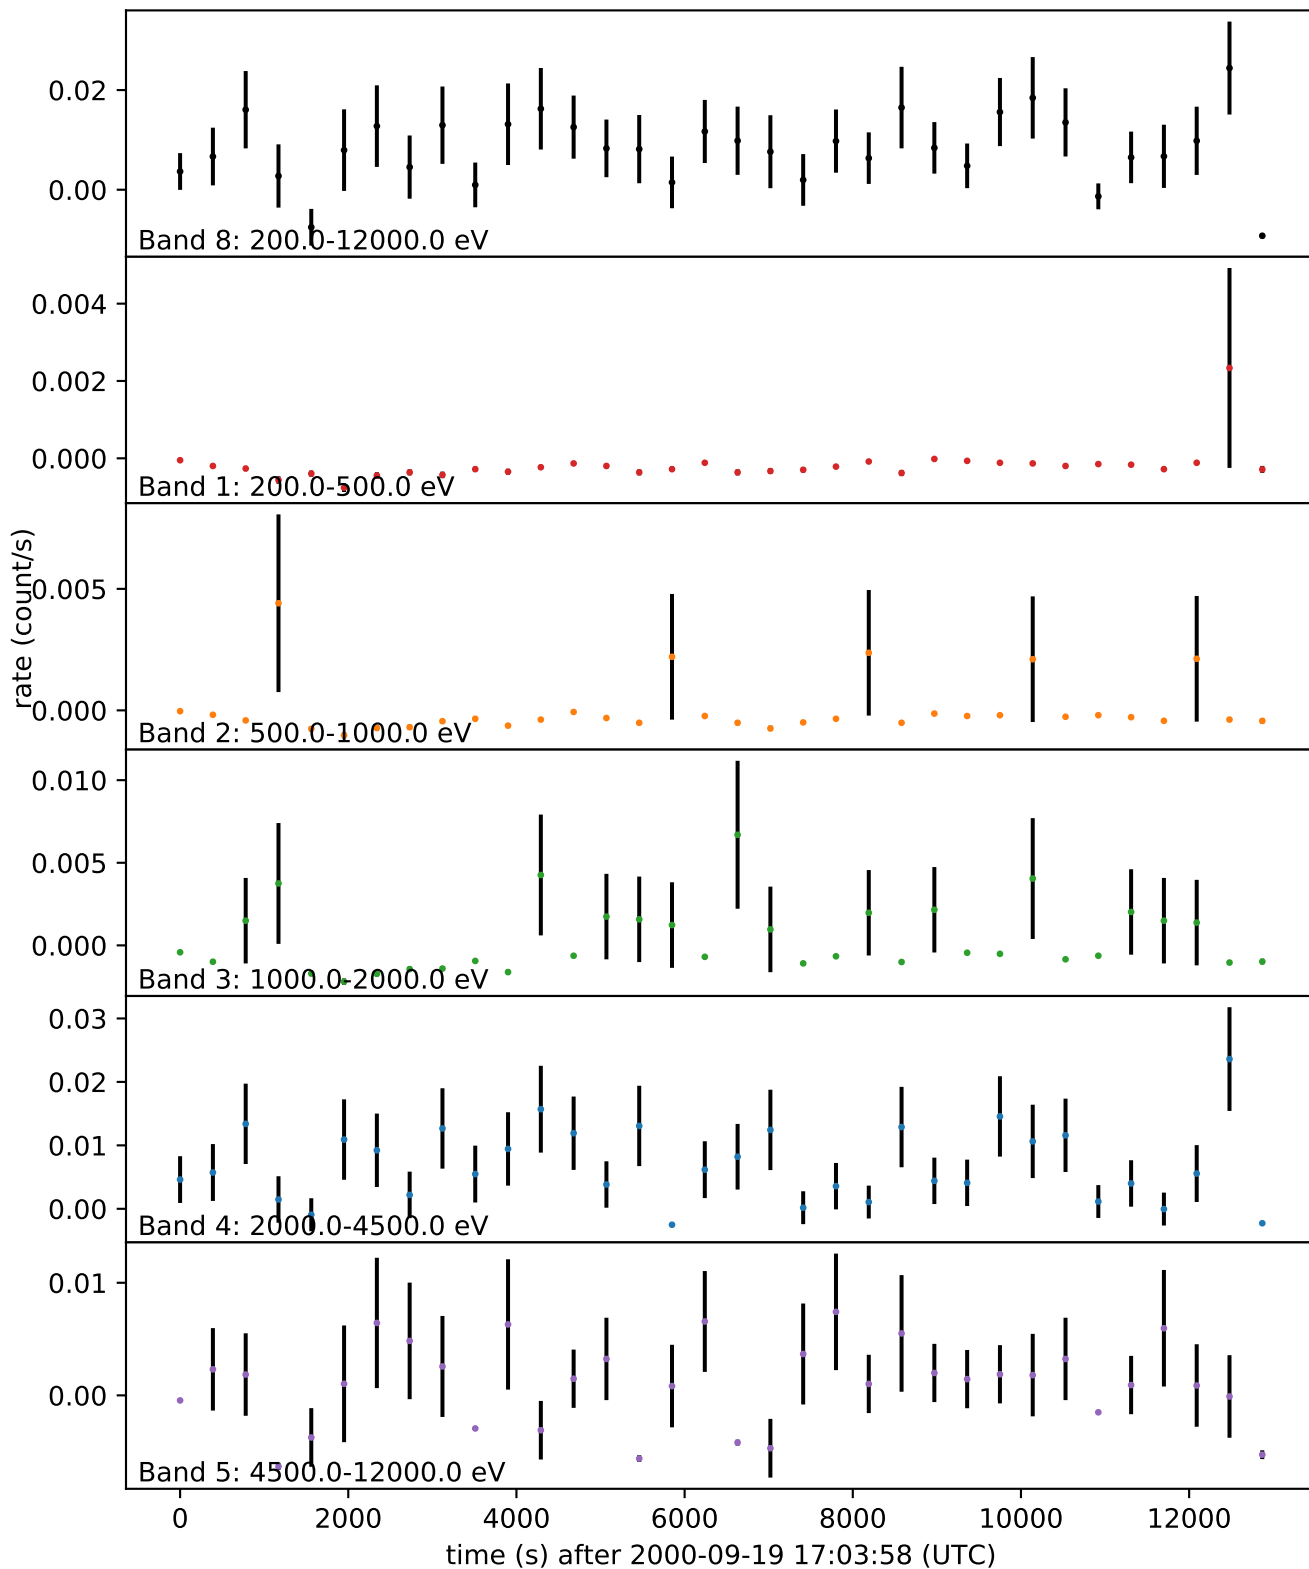 0.02
0.00
Band 8: 200.0-12000.0 eV
0.004
0.002
0.000
Band 1: 200.0-500.0 eV
rate (count/s)
0.005
0.000
Band 2: 500.0-1000.0 eV
0.010
0.005
0.000
Band 3: 1000.0-2000.0 eV
0.03
0.02
0.01
0.00
Band 4: 2000.0-4500.0 eV
0.01
0.00
Band 5: 4500.0-12000.0 eV
0 2000 4000 6000 8000 10000 12000
time (s) after 2000-09-19 17:03:58 (UTC)